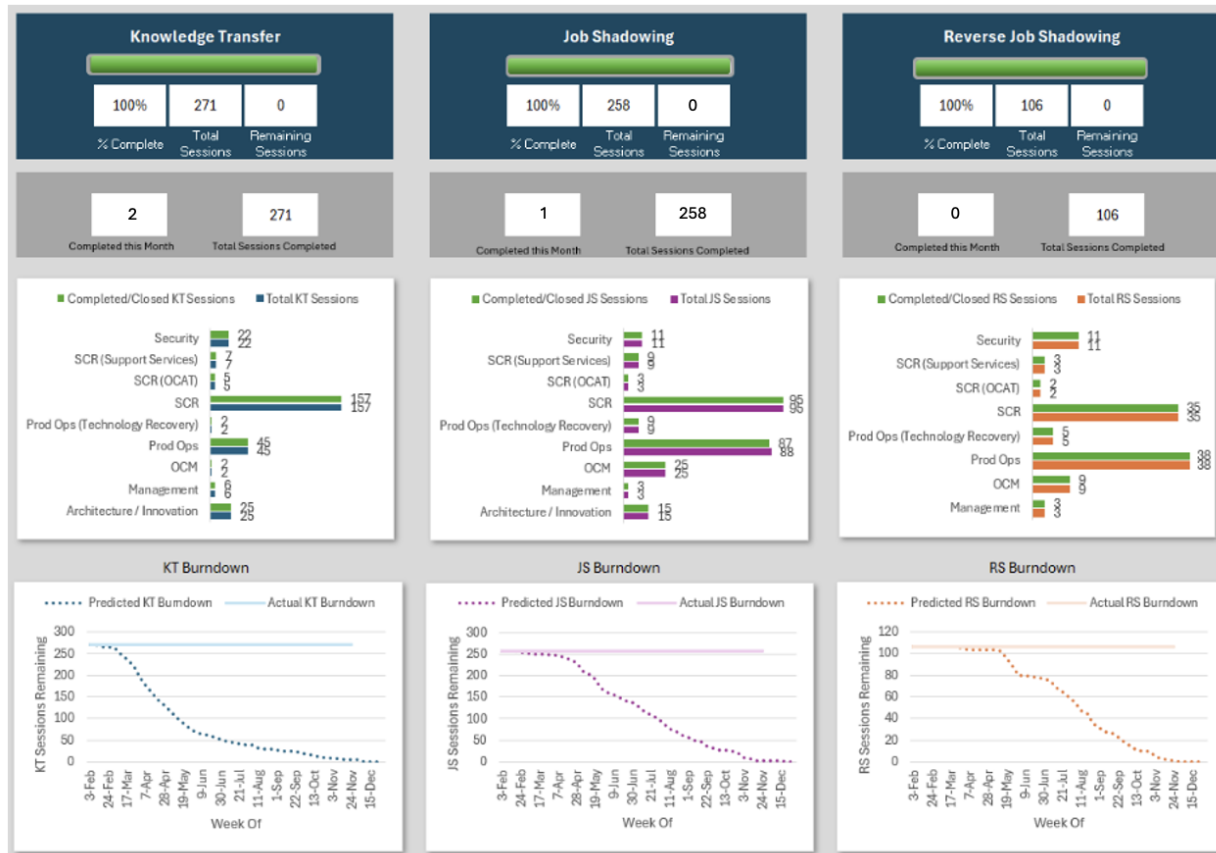 Knowledge Transfer
100% 271 0
% Complete Total Sessions Remaining Sessions
2 271
Completed this Month Total Sessions Completed
Completed/Closed KT Sessions Total KT Sessions
Security 22 22
SCR (Support Services) 7 7
SCR (OCAT) 5 5
SCR 157 157
Prod Ops (Technology Recovery) 2 2
Prod Ops 45 45
OCM 2 2
Management 6 6
Architecture / Innovation 25 25
KT Burndown
Predicted KT Burndown Actual KT Burndown
KT Sessions Remaining
300
250
200
150
100
50
0
3-Feb 24-Feb 17-Mar 7-Apr 28-Apr 19-May 9-Jun 30-Jun 21-Jul 11-Aug 1-Sep 22-Sep 13-Oct 3-Nov 24-Nov 15-Dec
Week Of
Job Shadowing
100% 258 0
% Complete Total Sessions Remaining Sessions
1 258
Completed this Month Total Sessions Completed
Completed/Closed JS Sessions Total JS Sessions
Security 11 11
SCR (Support Services) 9 9
SCR (OCAT) 3 3
SCR 95 95
Prod Ops (Technology Recovery) 9 9
Prod Ops 87 88
OCM 25 25
Management 3 3
Architecture / Innovation 15 15
JS Burndown
Predicted JS Burndown Actual JS Burndown
JS Sessions Remaining
300
250
200
150
100
50
0
3-Feb 24-Feb 17-Mar 7-Apr 28-Apr 19-May 9-Jun 30-Jun 21-Jul 11-Aug 1-Sep 22-Sep 13-Oct 3-Nov 24-Nov 15-Dec
Week Of
Reverse Job Shadowing
100% 106 0
% Complete Total Sessions Remaining Sessions
0 106
Completed this Month Total Sessions Completed
Completed/Closed RS Sessions Total RS Sessions
Security 11 11
SCR (Support Services) 3 3
SCR (OCAT) 2 2
SCR 35 35
Prod Ops (Technology Recovery) 5 5
Prod Ops 38 38
OCM 9 9
Management 3 3
RS Burndown
Predicted RS Burndown Actual RS Burndown
RS Sessions Remaining
120
100
80
60
40
20
0
3-Feb 24-Feb 17-Mar 7-Apr 28-Apr 19-May 9-Jun 30-Jun 21-Jul 11-Aug 1-Sep 22-Sep 13-Oct 3-Nov 24-Nov 15-Dec
Week Of